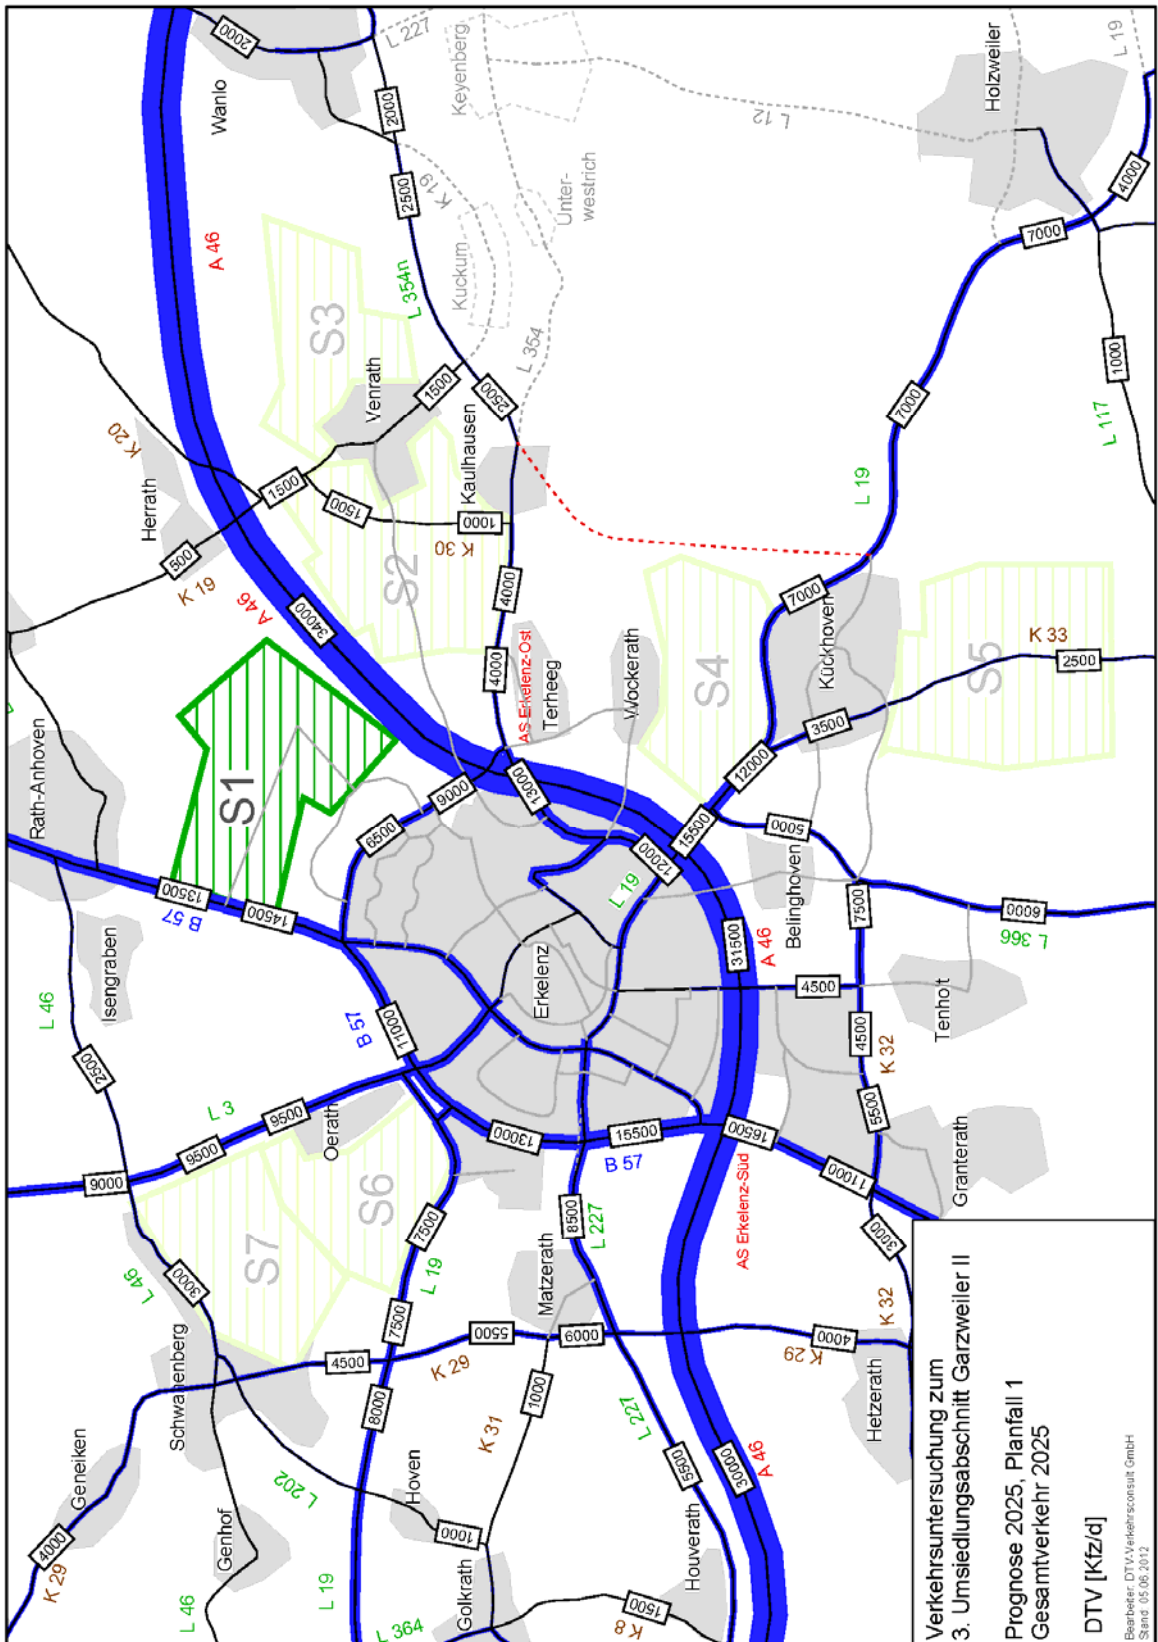 2000
L 227
Wanlo
Keyenberg
Holzweiler
L 19
2000
L 12
A 46
2500
K 19
Unter-
westrich
4000
Kuckum
L 354n
7000
S3
L 354
Venrath
1500
2500
1000
L 117
K 20
Herrath
Kaulhausen
7000
L 19
1500
1500
1000
K 30
500
K 19
S2
A 46
34000
4000
4000
AS Erkelenz-Ost
Terheeg
Wockerath
S4
7000
Kückhoven
K 33
2500
S5
3500
Rath-Anhoven
S1
9000
6500
13000
12000
15500
12000
5000
Belinghoven
13500
B 57
14500
L 19
7500
6000
L 366
Isengraben
L 46
Erkelenz
31500
A 46
4500
Tenholt
B 57
11000
4500
K 32
2500
L 3
9500
9500
Oerath
5500
13000
15500
B 57
16500
9000
11000
Granterath
S6
S7
AS Erkelenz-Süd
7500
L 19
8500
L 227
3000
L 46
3000
Matzerath
K 32
Schwanenberg
7500
5500
6000
4000
K 29
4500
K 29
8000
1000
K 31
Hetzerath
L 227
Geneiken
4000
K 29
L 202
Hoven
5500
30000
A 46
Genhof
1000
L 46
L 19
Golkrath
Houverath
1500
K 8
L 364
Verkehrsuntersuchung zum
3. Umsiedlungsabschnitt Garzweiler II
Prognose 2025, Planfall 1
Gesamtverkehr 2025
DTV [Kfz/d]
Bearbeiter: DTV-Verkehrsconsult GmbH
Stand: 05.06.2012